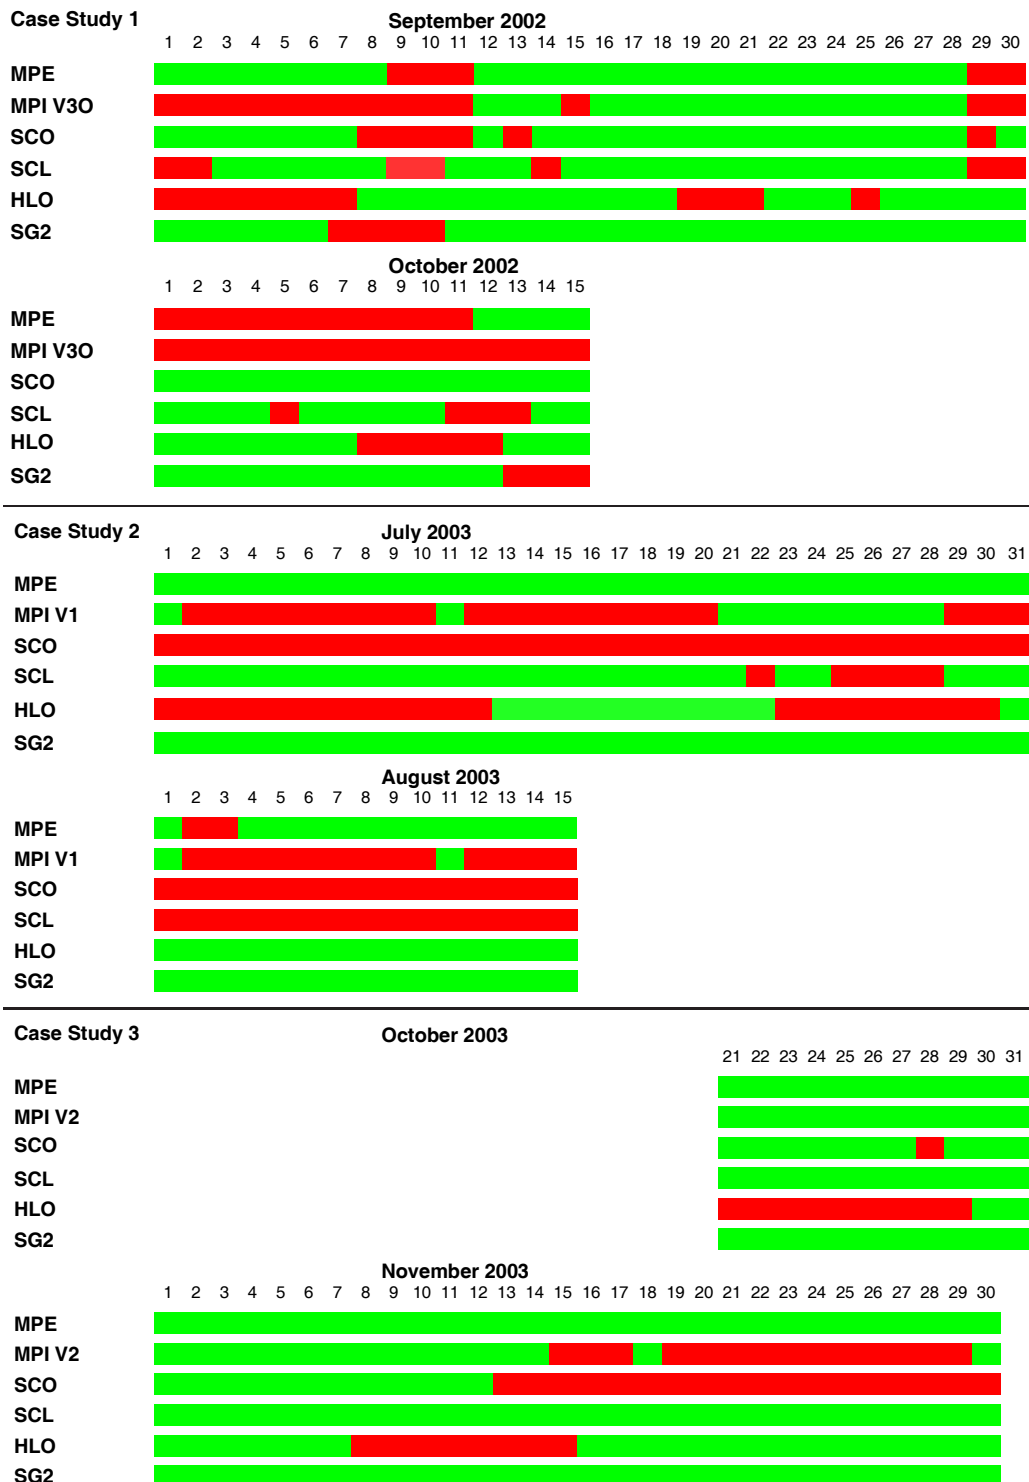 Case Study 1 September 2002
1 2 3 4 5 6 7 8 9 10 11 12 13 14 15 16 17 18 19 20 21 22 23 24 25 26 27 28 29 30
MPE
MPI V3O
SCO
SCL
HLO
SG2
October 2002
1 2 3 4 5 6 7 8 9 10 11 12 13 14 15
MPE
MPI V3O
SCO
SCL
HLO
SG2
Case Study 2 July 2003
1 2 3 4 5 6 7 8 9 10 11 12 13 14 15 16 17 18 19 20 21 22 23 24 25 26 27 28 29 30 31
MPE
MPI V1
SCO
SCL
HLO
SG2
August 2003
1 2 3 4 5 6 7 8 9 10 11 12 13 14 15
MPE
MPI V1
SCO
SCL
HLO
SG2
Case Study 3 October 2003
21 22 23 24 25 26 27 28 29 30 31
MPE
MPI V2
SCO
SCL
HLO
SG2
November 2003
1 2 3 4 5 6 7 8 9 10 11 12 13 14 15 16 17 18 19 20 21 22 23 24 25 26 27 28 29 30
MPE
MPI V2
SCO
SCL
HLO
SG2